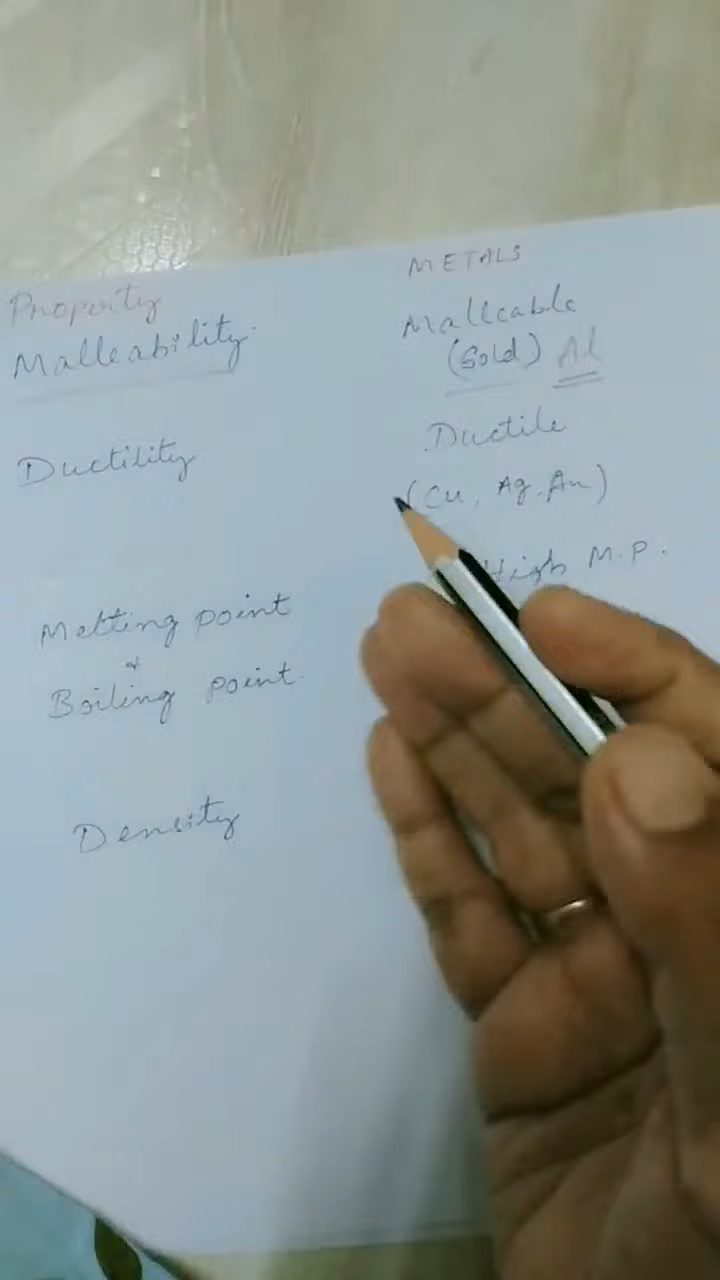 METALS
Property
Malleability.
Malleable
(Gold) Al
Ductility
Ductile
(Cu, Ag, Au)
High M.P.
Melting point
&
Boiling point.
Density